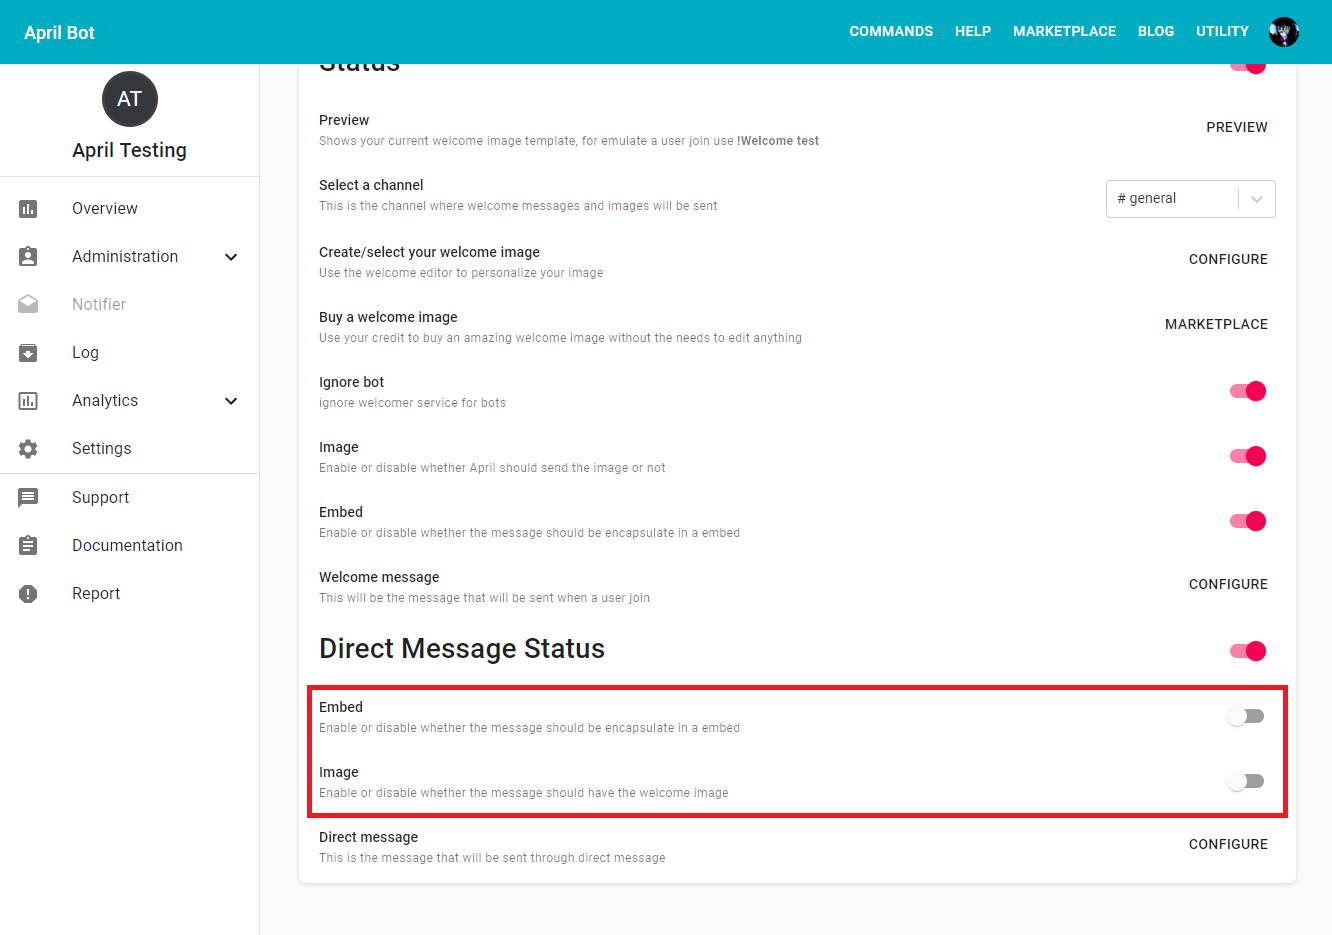 April Bot
COMMANDS
HELP
MARKETPLACE
BLOG
UTILITY
AT
April Testing
Overview
Administration
Notifier
Log
Analytics
Settings
Support
Documentation
Report
Status
Preview
Shows your current welcome image template, for emulate a user join use !Welcome test
PREVIEW
Select a channel
This is the channel where welcome messages and images will be sent
# general
Create/select your welcome image
Use the welcome editor to personalize your image
CONFIGURE
Buy a welcome image
Use your credit to buy an amazing welcome image without the needs to edit anything
MARKETPLACE
Ignore bot
ignore welcomer service for bots
Image
Enable or disable whether April should send the image or not
Embed
Enable or disable whether the message should be encapsulate in a embed
Welcome message
This will be the message that will be sent when a user join
CONFIGURE
Direct Message Status
Embed
Enable or disable whether the message should be encapsulate in a embed
Image
Enable or disable whether the message should have the welcome image
Direct message
This is the message that will be sent through direct message
CONFIGURE